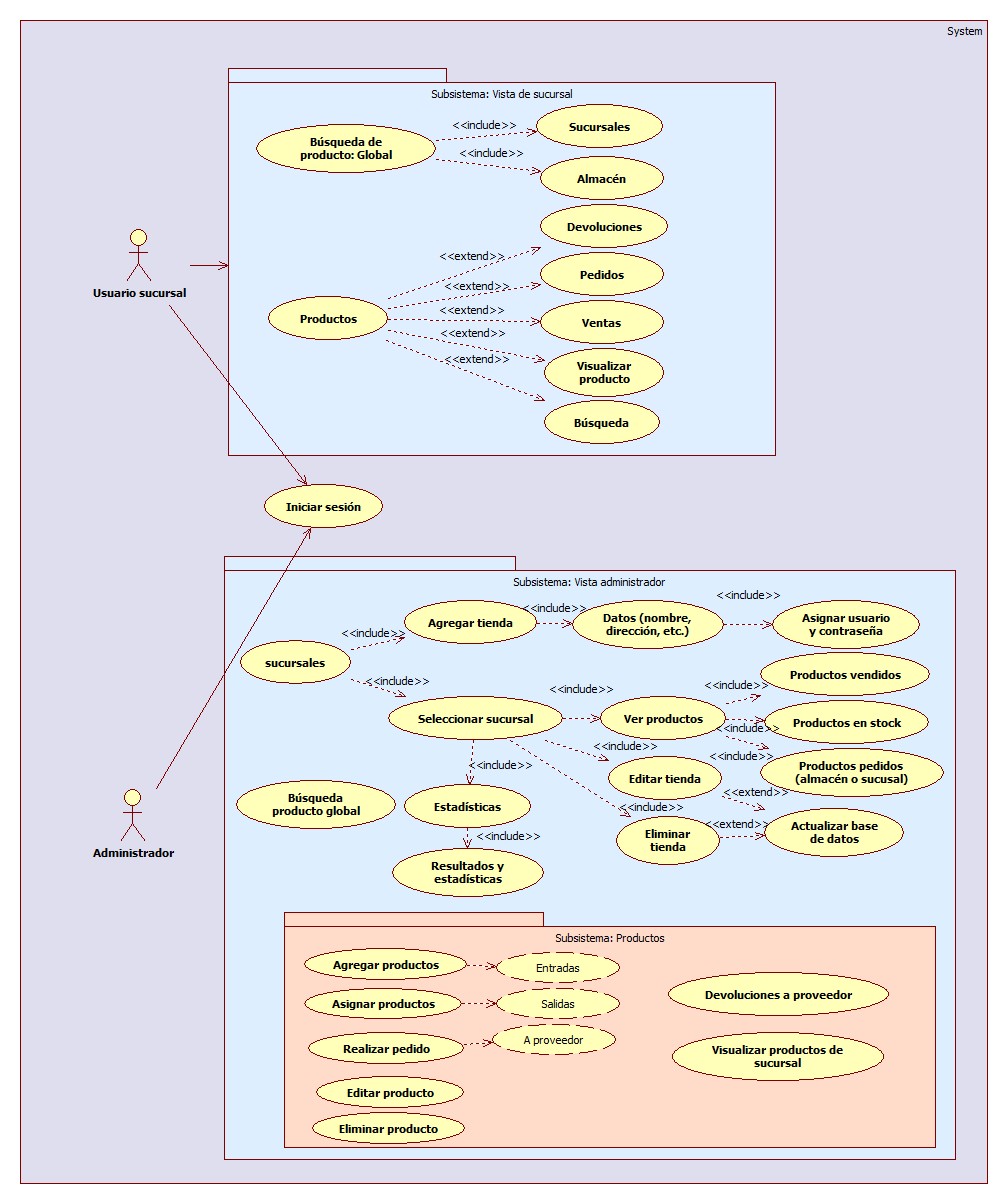 System
Subsistema: Vista de sucursal
Búsqueda de
producto: Global
<<include>>
Sucursales
<<include>>
Almacén
Usuario sucursal
Productos
<<extend>>
Devoluciones
<<extend>>
Pedidos
<<extend>>
Ventas
<<extend>>
Visualizar
producto
<<extend>>
Búsqueda
Iniciar sesión
Administrador
Subsistema: Vista administrador
sucursales
<<include>>
Agregar tienda
<<include>>
Datos (nombre,
dirección, etc.)
<<include>>
Asignar usuario
y contraseña
<<include>>
Seleccionar sucursal
<<include>>
Ver productos
<<include>>
Productos vendidos
<<include>>
Productos en stock
<<include>>
Productos pedidos
(almacén o sucusal)
<<include>>
Editar tienda
<<extend>>
<<include>>
Eliminar
tienda
<<extend>>
Actualizar base
de datos
<<include>>
Estadísticas
<<include>>
Resultados y
estadísticas
Búsqueda
producto global
Subsistema: Productos
Agregar productos
Entradas
Asignar productos
Salidas
Realizar pedido
A proveedor
Editar producto
Eliminar producto
Devoluciones a proveedor
Visualizar productos de
sucursal